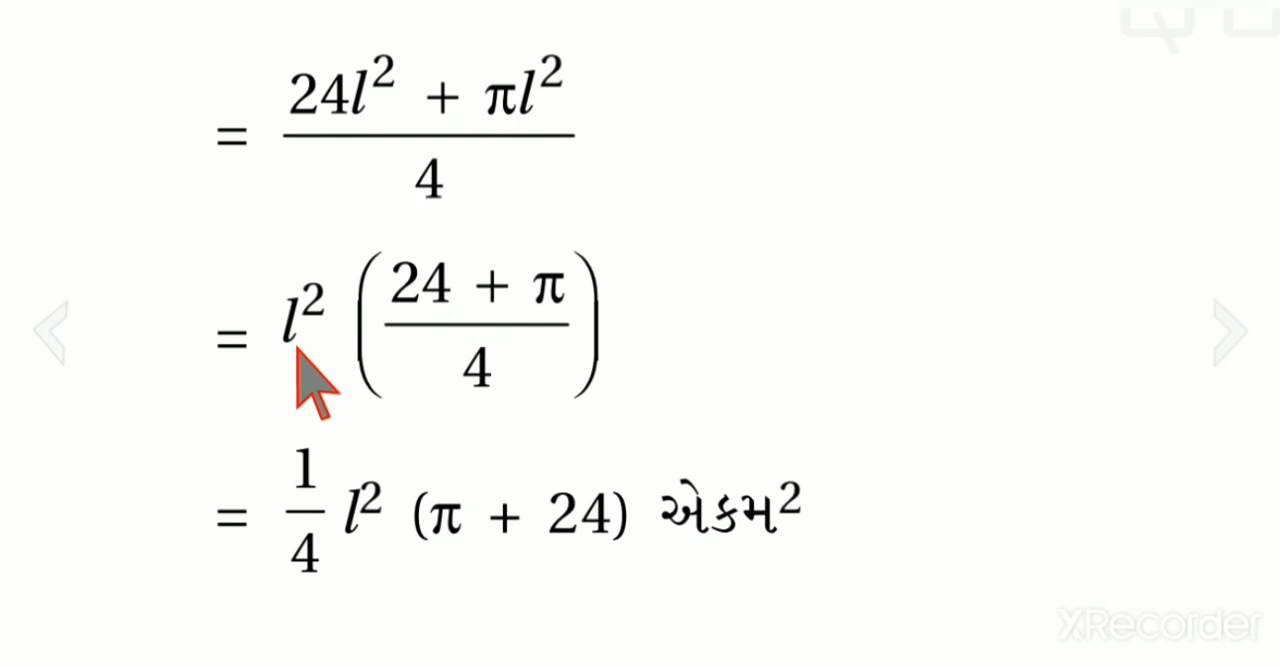 = (24l² + πl²) / 4
= l² ((24 + π) / 4)
= 1/4 l² (π + 24) એકમ²
XRecorder